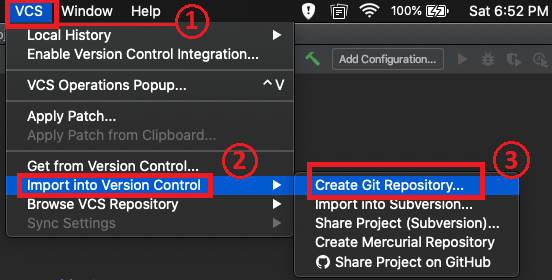 VCS Window Help 100% Sat 6:52 PM
1
Local History
Enable Version Control Integration...
Add Configuration...
VCS Operations Popup... ^V
Apply Patch...
Apply Patch from Clipboard...
Get from Version Control...
2
3
Import into Version Control
Create Git Repository...
Browse VCS Repository
Import into Subversion...
Sync Settings
Share Project (Subversion)...
Create Mercurial Repository
Share Project on GitHub